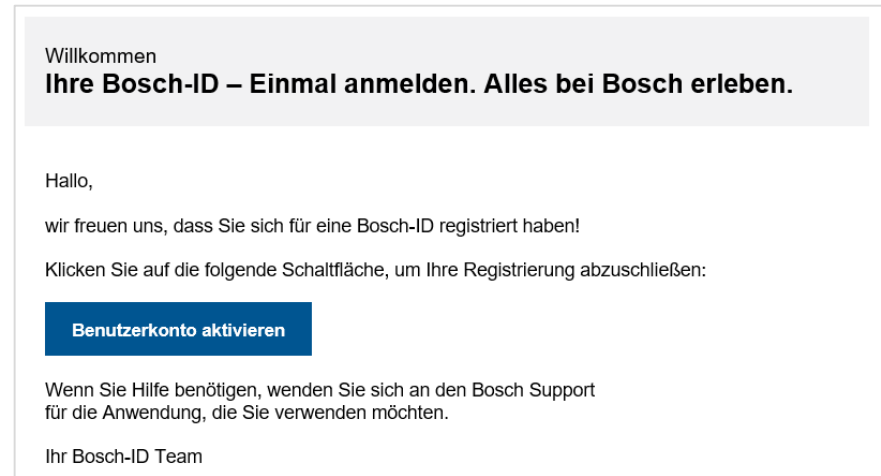 Willkommen
Ihre Bosch-ID – Einmal anmelden. Alles bei Bosch erleben.
Hallo,
wir freuen uns, dass Sie sich für eine Bosch-ID registriert haben!
Klicken Sie auf die folgende Schaltfläche, um Ihre Registrierung abzuschließen:
Benutzerkonto aktivieren
Wenn Sie Hilfe benötigen, wenden Sie sich an den Bosch Support
für die Anwendung, die Sie verwenden möchten.
Ihr Bosch-ID Team